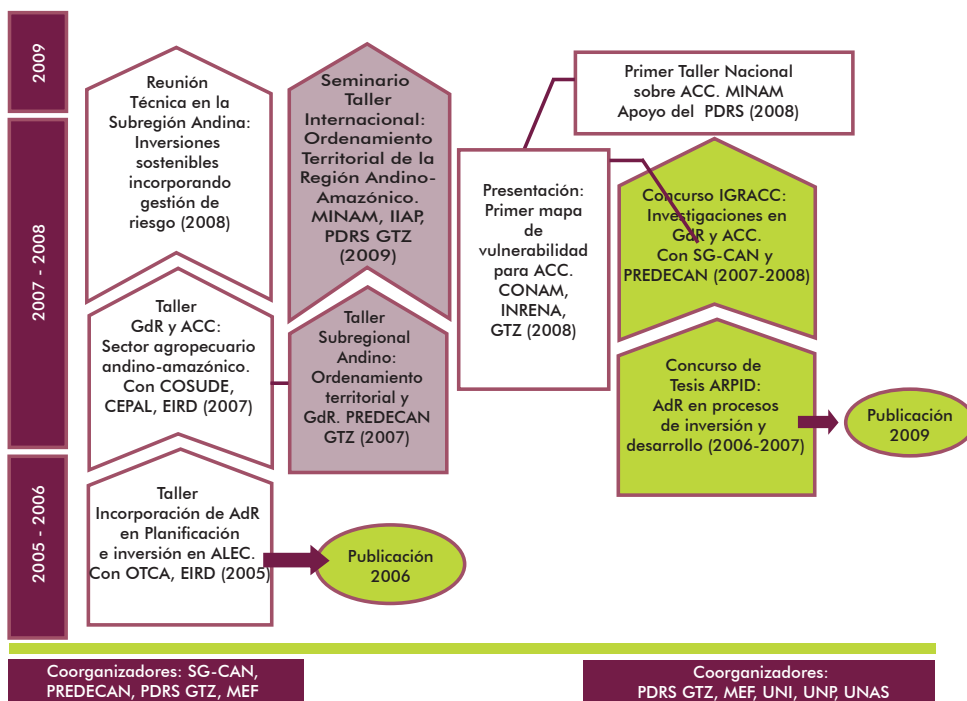 2009
2007 - 2008
2005 - 2006
Reunión
Técnica en la
Subregión Andina:
Inversiones
sostenibles
incorporando
gestión de
riesgo (2008)
Taller
GdR y ACC:
Sector agropecuario
andino-amazónico.
Con COSUDE,
CEPAL, EIRD (2007)
Taller
Incorporación de AdR
en Planificación
e inversión en ALEC.
Con OTCA, EIRD (2005)
Seminario
Taller
Internacional:
Ordenamiento
Territorial de la
Región Andino-
Amazónico.
MINAM, IIAP,
PDRS GTZ
(2009)
Taller
Subregional
Andino:
Ordenamiento
territorial y
GdR. PREDECAN
GTZ (2007)
Publicación
2006
Presentación:
Primer mapa
de
vulnerabilidad
para ACC.
CONAM,
INRENA,
GTZ (2008)
Primer Taller Nacional
sobre ACC. MINAM
Apoyo del PDRS (2008)
Concurso IGRACC:
Investigaciones en
GdR y ACC.
Con SG-CAN y
PREDECAN (2007-2008)
Concurso de
Tesis ARPID:
AdR en procesos
de inversión y
desarrollo (2006-2007)
Publicación
2009
Coorganizadores: SG-CAN,
PREDECAN, PDRS GTZ, MEF
Coorganizadores:
PDRS GTZ, MEF, UNI, UNP, UNAS